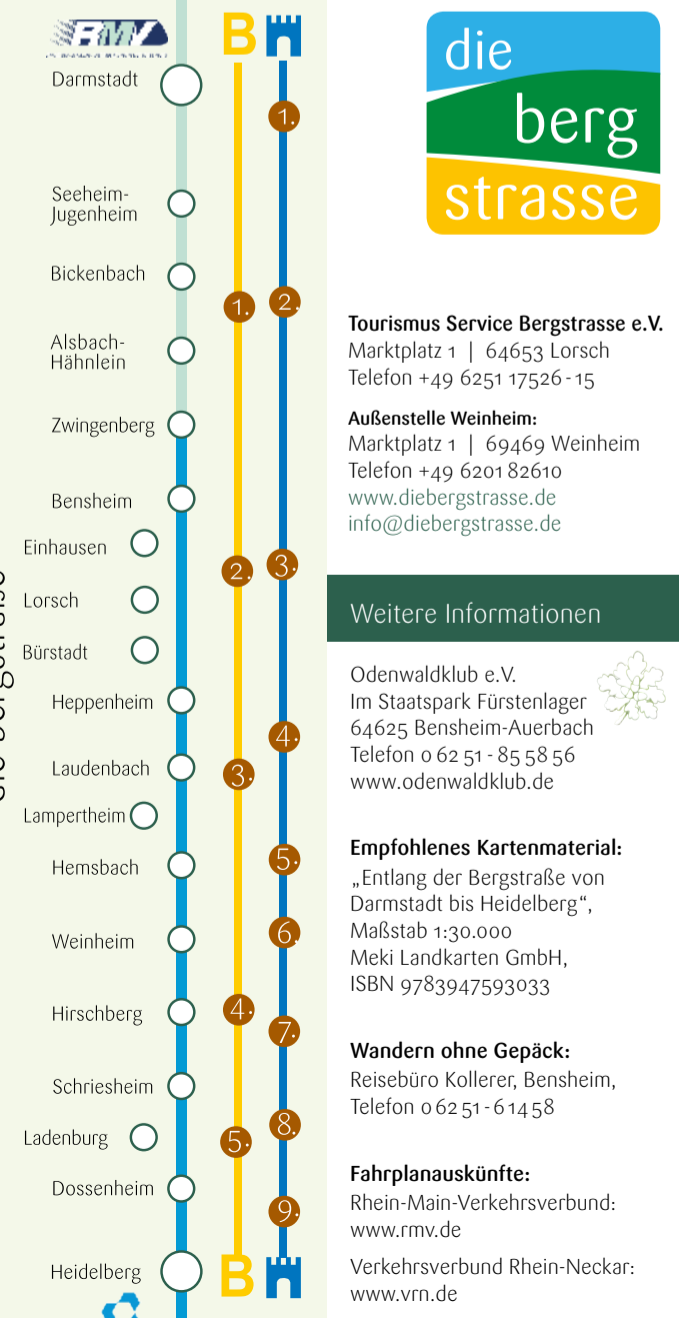 RMV
B
Darmstadt
Seeheim-
Jugenheim
Bickenbach
Alsbach-
Hähnlein
Zwingenberg
Bensheim
Einhausen
Lorsch
Bürstadt
Heppenheim
Laudenbach
Lampertheim
Hemsbach
Weinheim
Hirschberg
Schriesheim
Ladenburg
Dossenheim
Heidelberg
1.
2.
3.
4.
5.
B
1.
2.
3.
4.
5.
6.
7.
8.
9.
die
berg
strasse
Tourismus Service Bergstrasse e.V.
Marktplatz 1 | 64653 Lorsch
Telefon +49 6251 17526-15
Außenstelle Weinheim:
Marktplatz 1 | 69469 Weinheim
Telefon +49 6201 82610
www.diebergstrasse.de
info@diebergstrasse.de
Weitere Informationen
Odenwaldklub e.V.
Im Staatspark Fürstenlager
64625 Bensheim-Auerbach
Telefon 0 62 51 - 85 58 56
www.odenwaldklub.de
Empfohlenes Kartenmaterial:
„Entlang der Bergstraße von
Darmstadt bis Heidelberg“,
Maßstab 1:30.000
Meki Landkarten GmbH,
ISBN 9783947593033
Wandern ohne Gepäck:
Reisebüro Kollerer, Bensheim,
Telefon 0 62 51 - 6 14 58
Fahrplanauskünfte:
Rhein-Main-Verkehrsverbund:
www.rmv.de
Verkehrsverbund Rhein-Neckar:
www.vrn.de